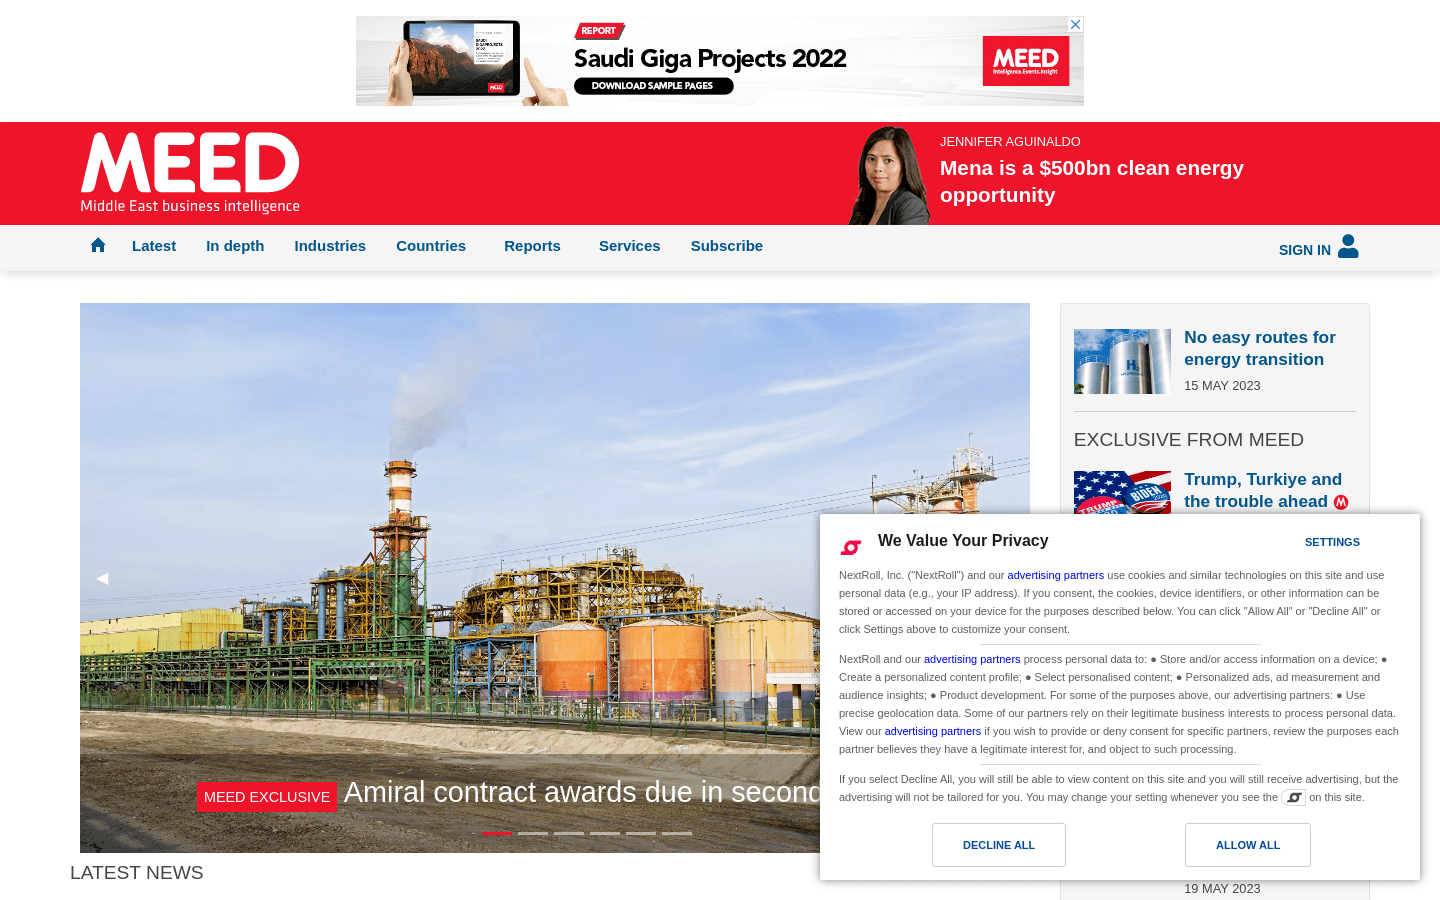 REPORT
Saudi Giga Projects 2022
DOWNLOAD SAMPLE PAGES
MEED
Intelligence.Events.Insight
MEED
Middle East business intelligence
JENNIFER AGUINALDO
Mena is a $500bn clean energy
opportunity
Latest In depth Industries Countries Reports Services Subscribe
SIGN IN
No easy routes for
energy transition
15 MAY 2023
EXCLUSIVE FROM MEED
Trump, Turkiye and
the trouble ahead
MEED EXCLUSIVE Amiral contract awards due in second
LATEST NEWS
We Value Your Privacy
SETTINGS
NextRoll, Inc. ("NextRoll") and our advertising partners use cookies and similar technologies on this site and use
personal data (e.g., your IP address). If you consent, the cookies, device identifiers, or other information can be
stored or accessed on your device for the purposes described below. You can click "Allow All" or "Decline All" or
click Settings above to customize your consent.
NextRoll and our advertising partners process personal data to: ● Store and/or access information on a device; ●
Create a personalized content profile; ● Select personalised content; ● Personalized ads, ad measurement and
audience insights; ● Product development. For some of the purposes above, our advertising partners: ● Use
precise geolocation data. Some of our partners rely on their legitimate business interests to process personal data.
View our advertising partners if you wish to provide or deny consent for specific partners, review the purposes each
partner believes they have a legitimate interest for, and object to such processing.
If you select Decline All, you will still be able to view content on this site and you will still receive advertising, but the
advertising will not be tailored for you. You may change your setting whenever you see the on this site.
DECLINE ALL
ALLOW ALL
19 MAY 2023